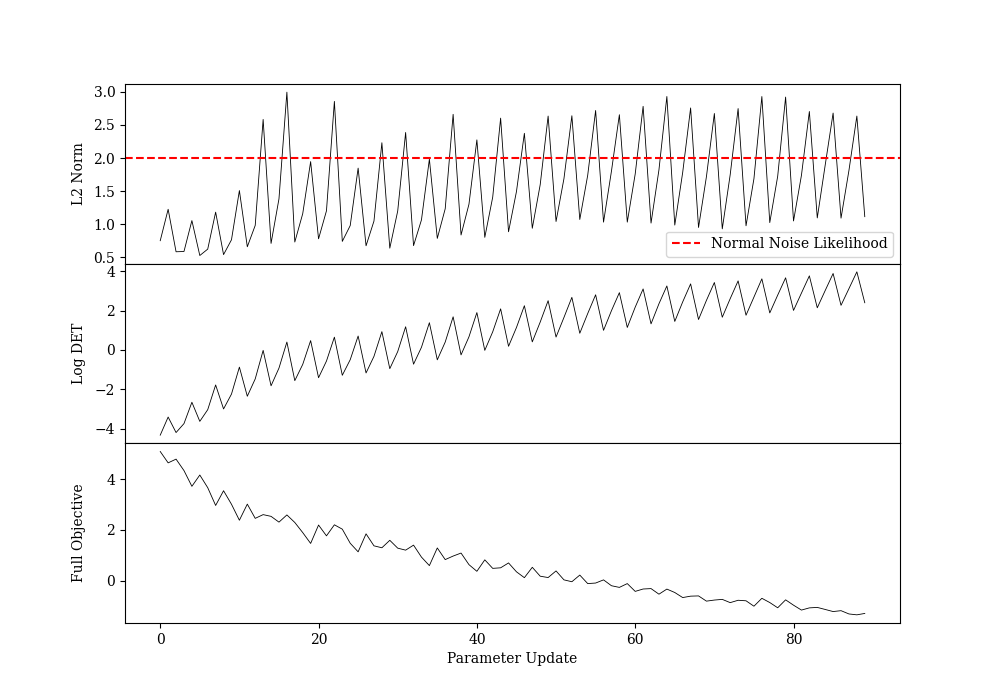 L2 Norm
3.0
2.5
2.0
1.5
1.0
0.5
Normal Noise Likelihood
Log DET
4
2
0
−2
−4
Full Objective
4
2
0
0 20 40 60 80
Parameter Update